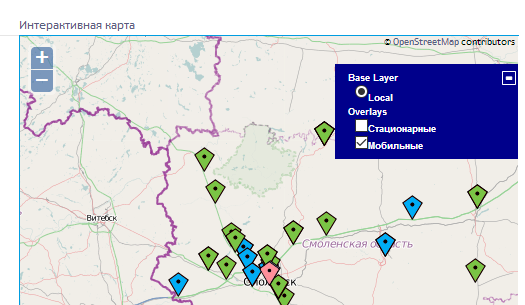 Интерактивная карта
+
−
© OpenStreetMap contributors
Base Layer
Local
Overlays
Стационарные
Мобильные
Витебск
Смоленская область